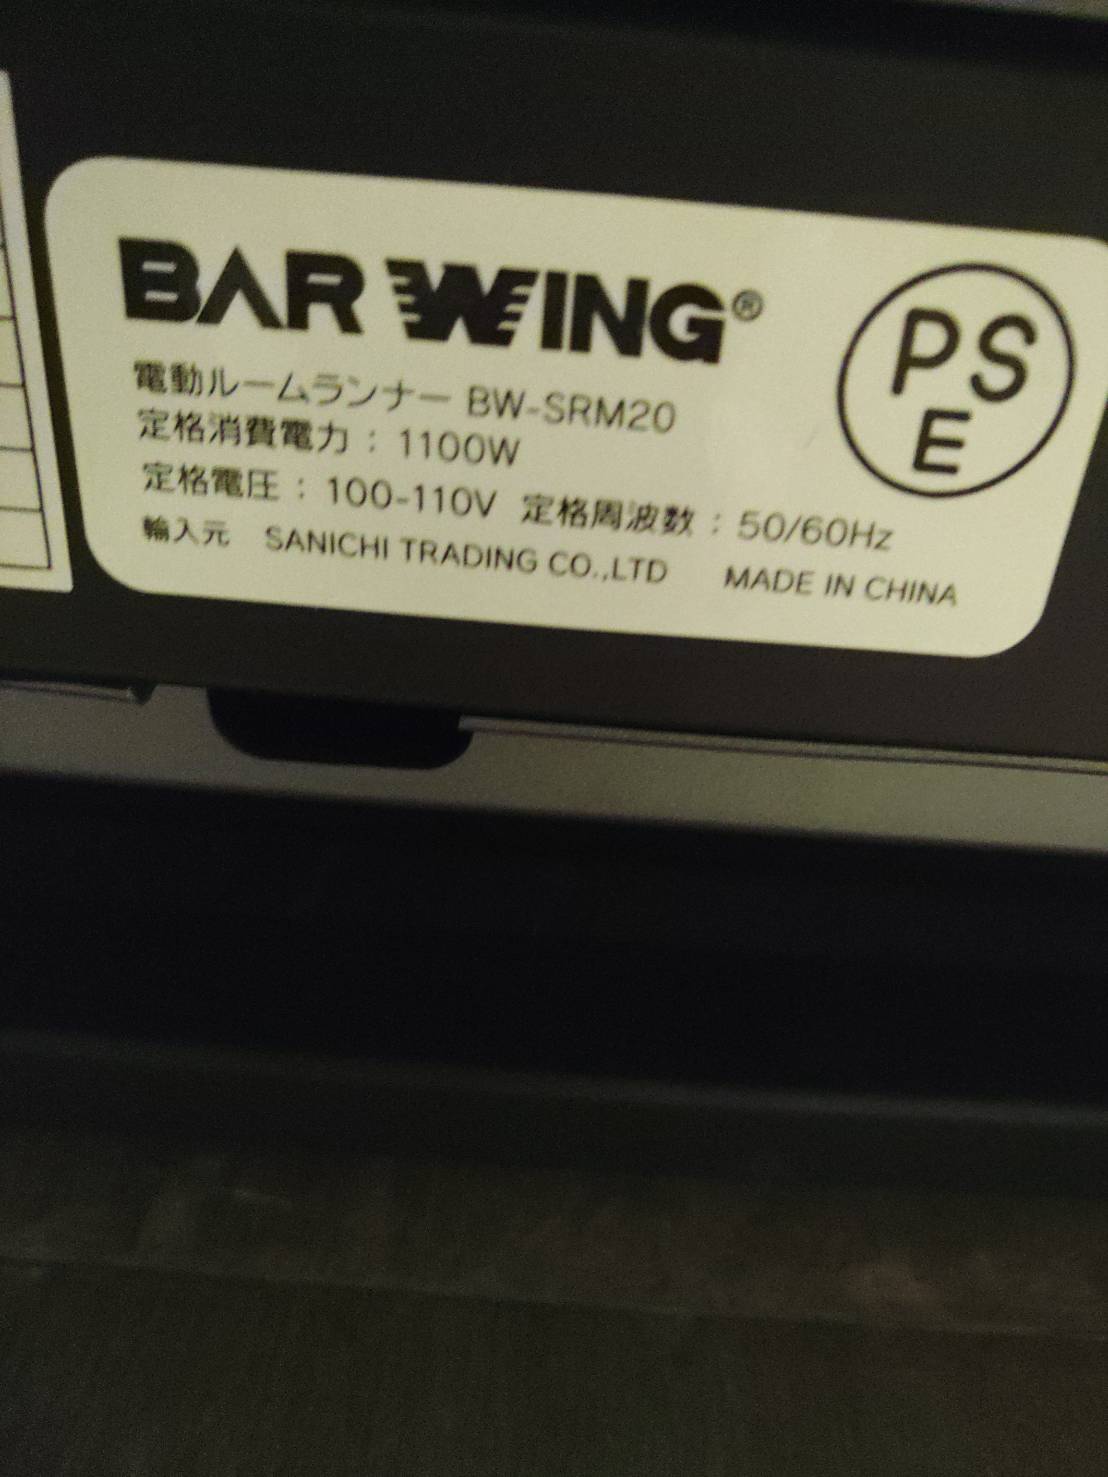 BARWING®
PS
E
電動ルームランナー BW-SRM20
定格消費電力：1100W
定格電圧：100-110V 定格周波数：50/60Hz
輸入元 SANICHI TRADING CO.,LTD MADE IN CHINA